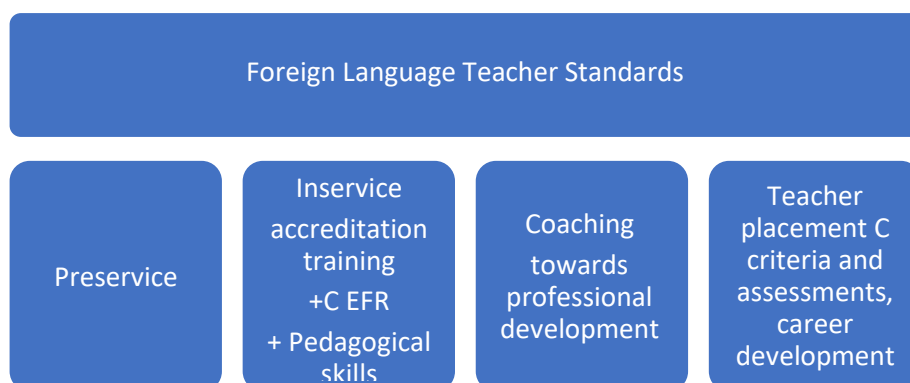 Foreign Language Teacher Standards
Preservice
Inservice
accreditation
training
+C EFR
+ Pedagogical
skills
Coaching
towards
professional
development
Teacher
placement C
criteria and
assessments,
career
development